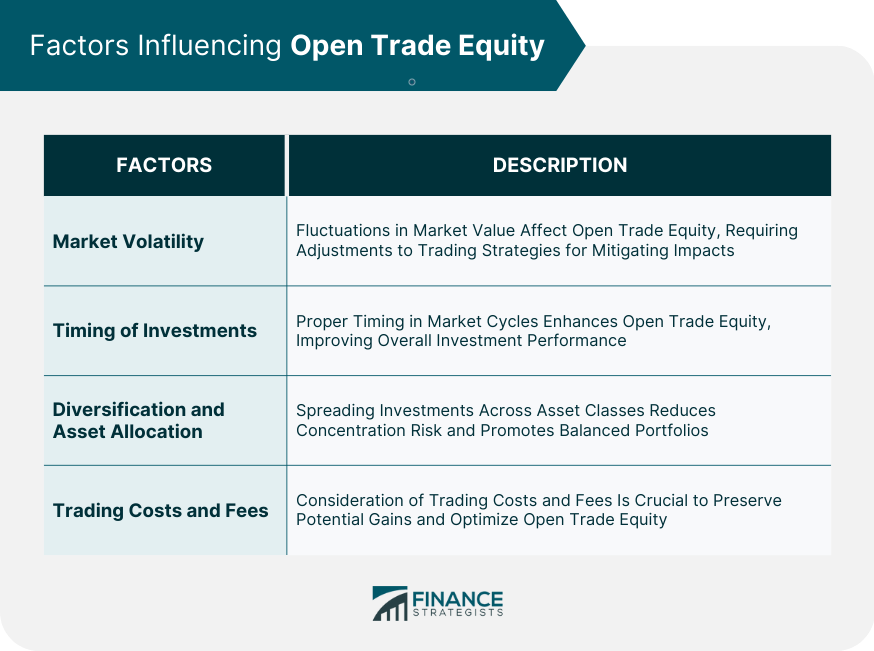 Factors Influencing Open Trade Equity
FACTORS
DESCRIPTION
Market Volatility
Fluctuations in Market Value Affect Open Trade Equity, Requiring
Adjustments to Trading Strategies for Mitigating Impacts
Timing of Investments
Proper Timing in Market Cycles Enhances Open Trade Equity,
Improving Overall Investment Performance
Diversification and
Asset Allocation
Spreading Investments Across Asset Classes Reduces
Concentration Risk and Promotes Balanced Portfolios
Trading Costs and Fees
Consideration of Trading Costs and Fees Is Crucial to Preserve
Potential Gains and Optimize Open Trade Equity
FINANCE
STRATEGISTS